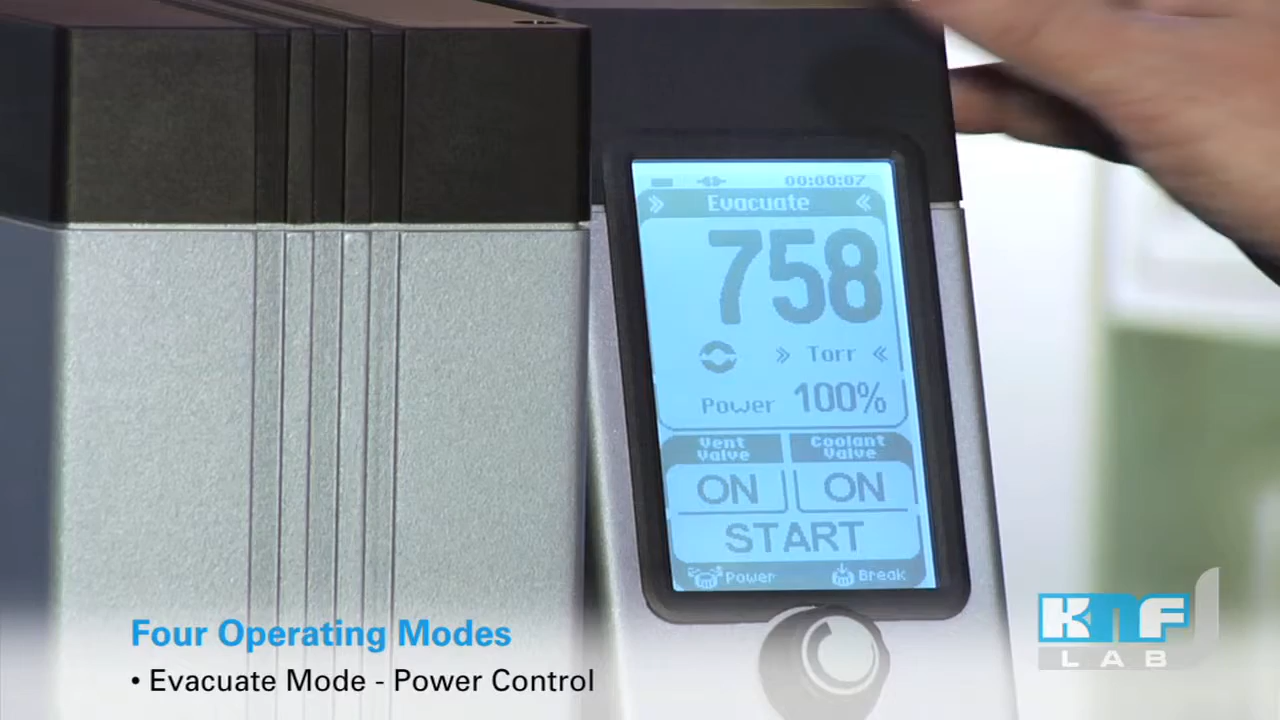 00:00:07
Evacuate
758
Torr
Power 100%
Vent Valve
Coolant Valve
ON ON
START
Power Break
Four Operating Modes
• Evacuate Mode - Power Control
KNF
LAB